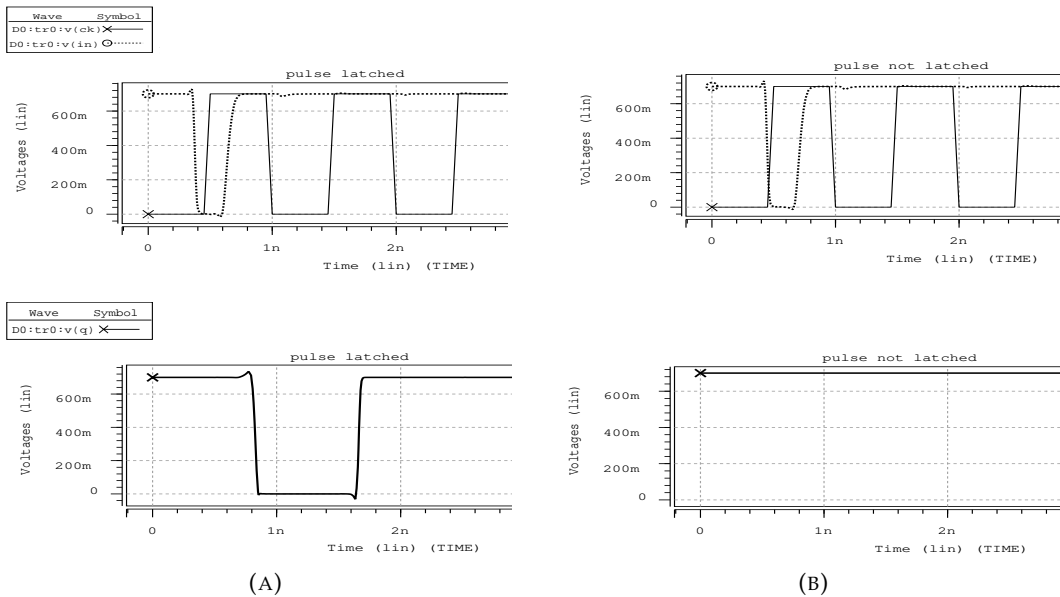 Wave Symbol
D0:tr0:v(ck)
D0:tr0:v(in)
pulse latched
Voltages (lin)
600m
400m
200m
0
0 1n 2n
Time (lin) (TIME)
pulse not latched
Voltages (lin)
600m
400m
200m
0
0 1n 2n
Time (lin) (TIME)
Wave Symbol
D0:tr0:v(q)
pulse latched
Voltages (lin)
600m
400m
200m
0
0 1n 2n
Time (lin) (TIME)
pulse not latched
Voltages (lin)
600m
400m
200m
0
0 1n 2n
Time (lin) (TIME)
(A)
(B)